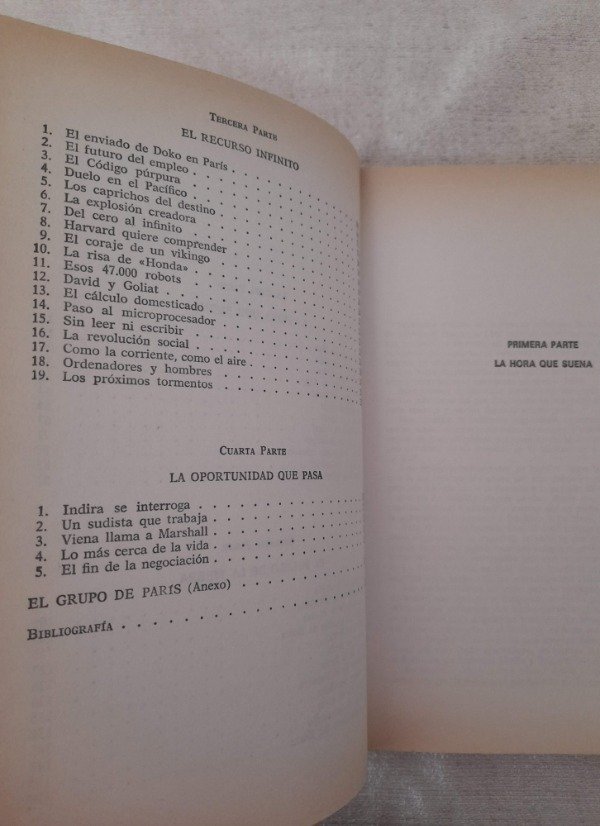 TERCERA PARTE
EL RECURSO INFINITO
1. El enviado de Doko en París . . . . . . . . . .
2. El futuro del empleo . . . . . . . . . .
3. El Código púrpura . . . . . . . . . .
4. Duelo en el Pacífico . . . . . . . . . .
5. Los caprichos del destino . . . . . . . . . .
6. La explosión creadora . . . . . . . . . .
7. Del cero al infinito . . . . . . . . . .
8. Harvard quiere comprender . . . . . . . . . .
9. El coraje de un vikingo . . . . . . . . . .
10. La risa de «Honda» . . . . . . . . . .
11. Esos 47.000 robots . . . . . . . . . .
12. David y Goliat . . . . . . . . . .
13. El cálculo domesticado . . . . . . . . . .
14. Paso al microprocesador . . . . . . . . . .
15. Sin leer ni escribir . . . . . . . . . .
16. La revolución social . . . . . . . . . .
17. Como la corriente, como el aire . . . . . . . . . .
18. Ordenadores y hombres . . . . . . . . . .
19. Los próximos tormentos . . . . . . . . . .
CUARTA PARTE
LA OPORTUNIDAD QUE PASA
1. Indira se interroga . . . . . . . . . .
2. Un sudista que trabaja . . . . . . . . . .
3. Viena llama a Marshall . . . . . . . . . .
4. Lo más cerca de la vida . . . . . . . . . .
5. El fin de la negociación . . . . . . . . . .
EL GRUPO DE PARÍS (Anexo) . . . . . . . . . .
BIBLIOGRAFÍA . . . . . . . . . .
PRIMERA PARTE
LA HORA QUE SUENA